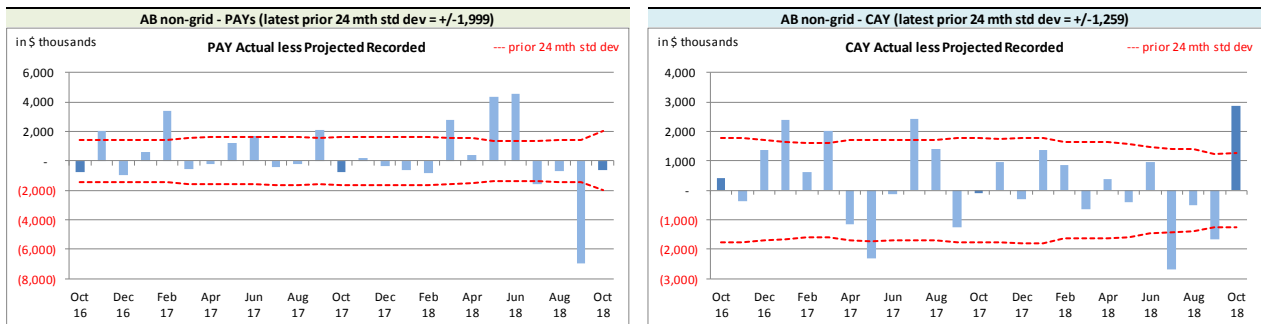 AB non-grid - PAYs (latest prior 24 mth std dev = +/-1,999)
in $ thousands
PAY Actual less Projected Recorded
--- prior 24 mth std dev
6,000
4,000
2,000
-
(2,000)
(4,000)
(6,000)
(8,000)
Oct Dec Feb Apr Jun Aug Oct Dec Feb Apr Jun Aug Oct
16 16 17 17 17 17 17 17 18 18 18 18 18
AB non-grid - CAY (latest prior 24 mth std dev = +/-1,259)
in $ thousands
CAY Actual less Projected Recorded
--- prior 24 mth std dev
4,000
3,000
2,000
1,000
-
(1,000)
(2,000)
(3,000)
Oct Dec Feb Apr Jun Aug Oct Dec Feb Apr Jun Aug Oct
16 16 17 17 17 17 17 17 18 18 18 18 18